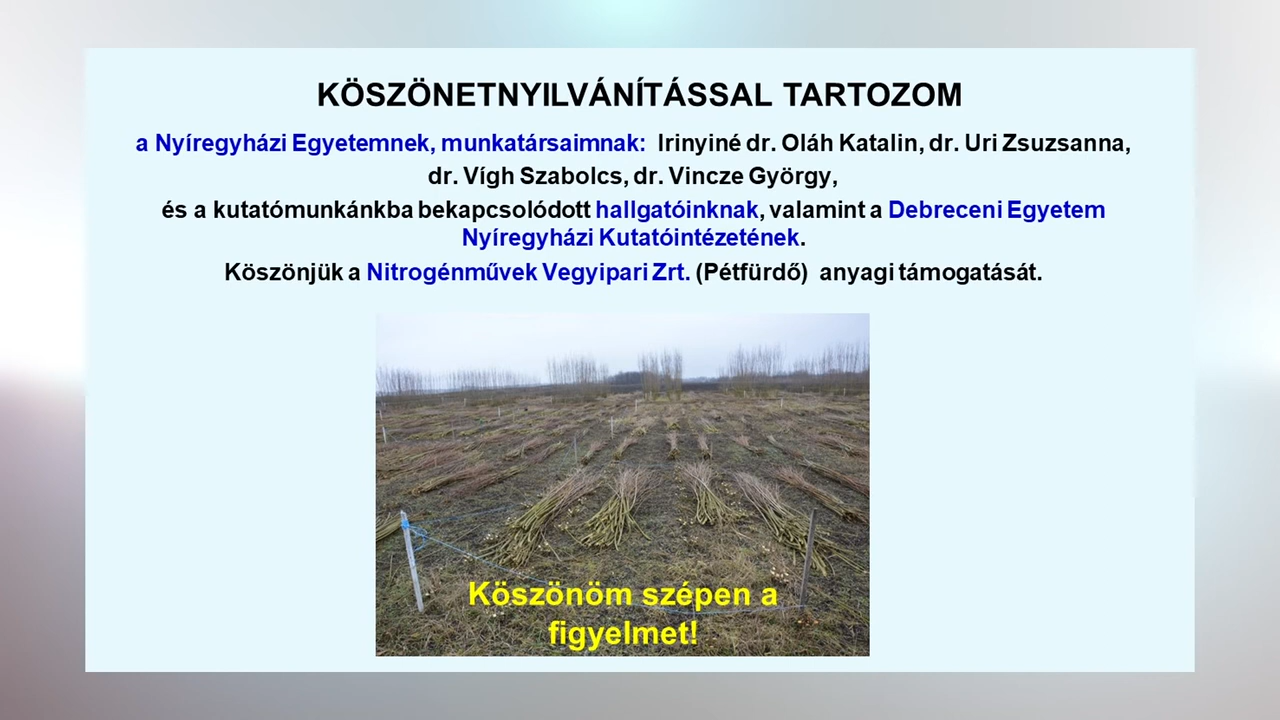 KÖSZÖNETNYILVÁNÍTÁSSAL TARTOZOM
a Nyíregyházi Egyetemnek, munkatársaimnak: Irinyiné dr. Oláh Katalin, dr. Uri Zsuzsanna,
dr. Vígh Szabolcs, dr. Vincze György,
és a kutatómunkánkba bekapcsolódott hallgatóinknak, valamint a Debreceni Egyetem
Nyíregyházi Kutatóintézetének.
Köszönjük a Nitrogénművek Vegyipari Zrt. (Pétfürdő) anyagi támogatását.
Köszönöm szépen a
figyelmet!